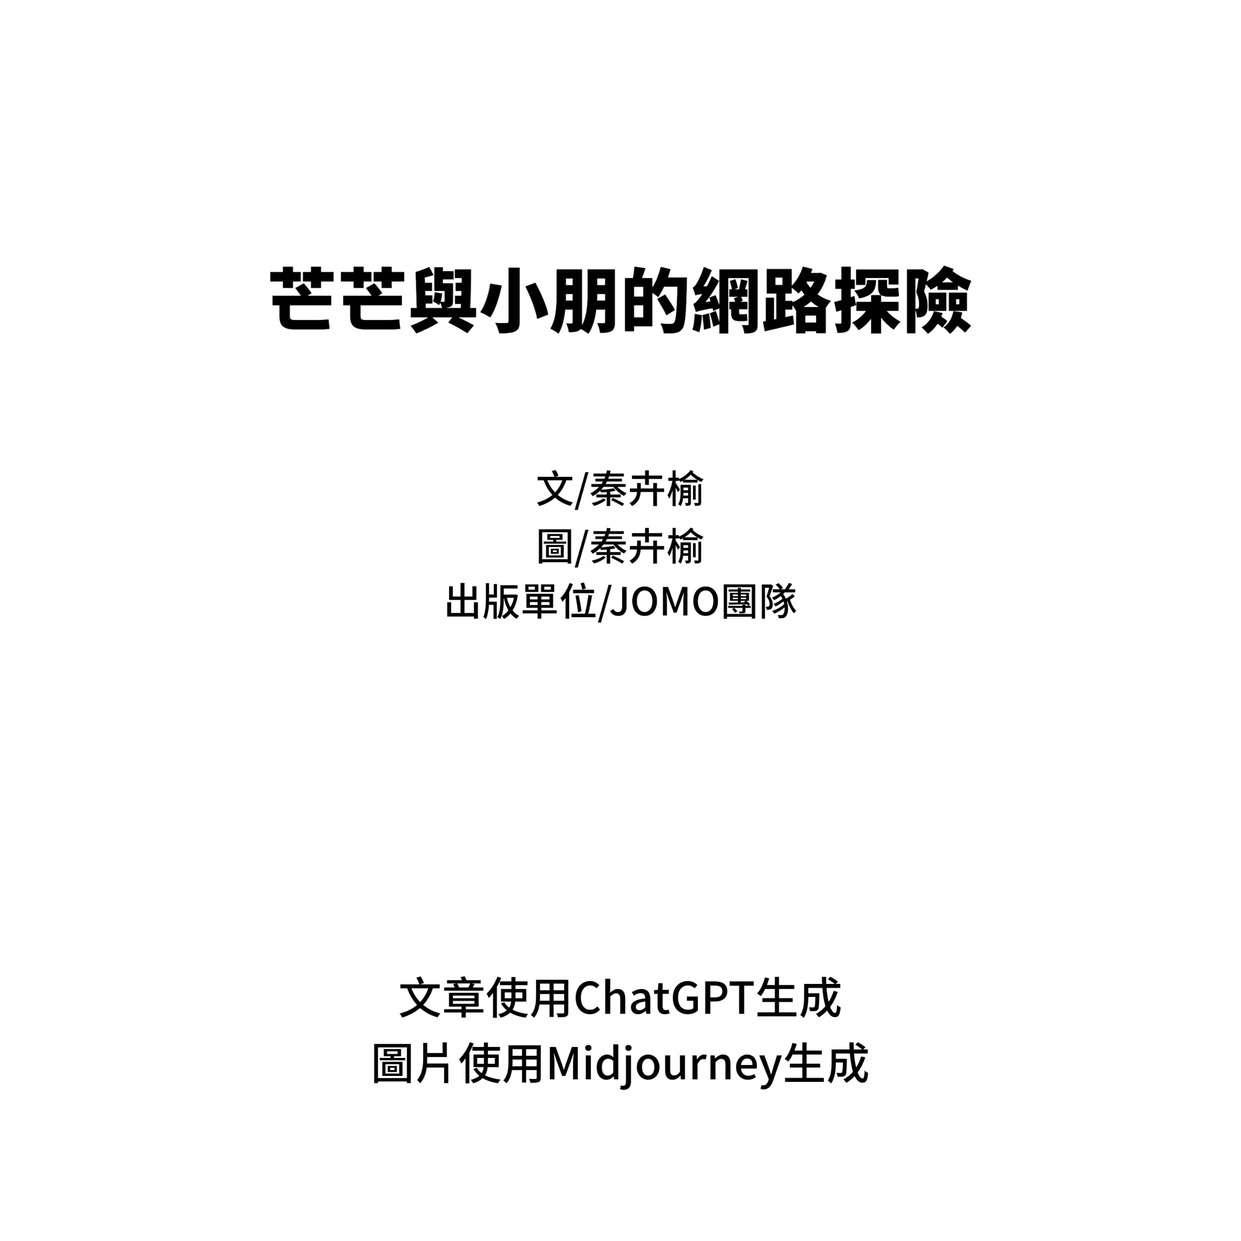 芒芒與小朋的網路探險
文/秦卉榆
圖/秦卉榆
出版單位/JOMO團隊
文章使用ChatGPT生成
圖片使用Midjourney生成